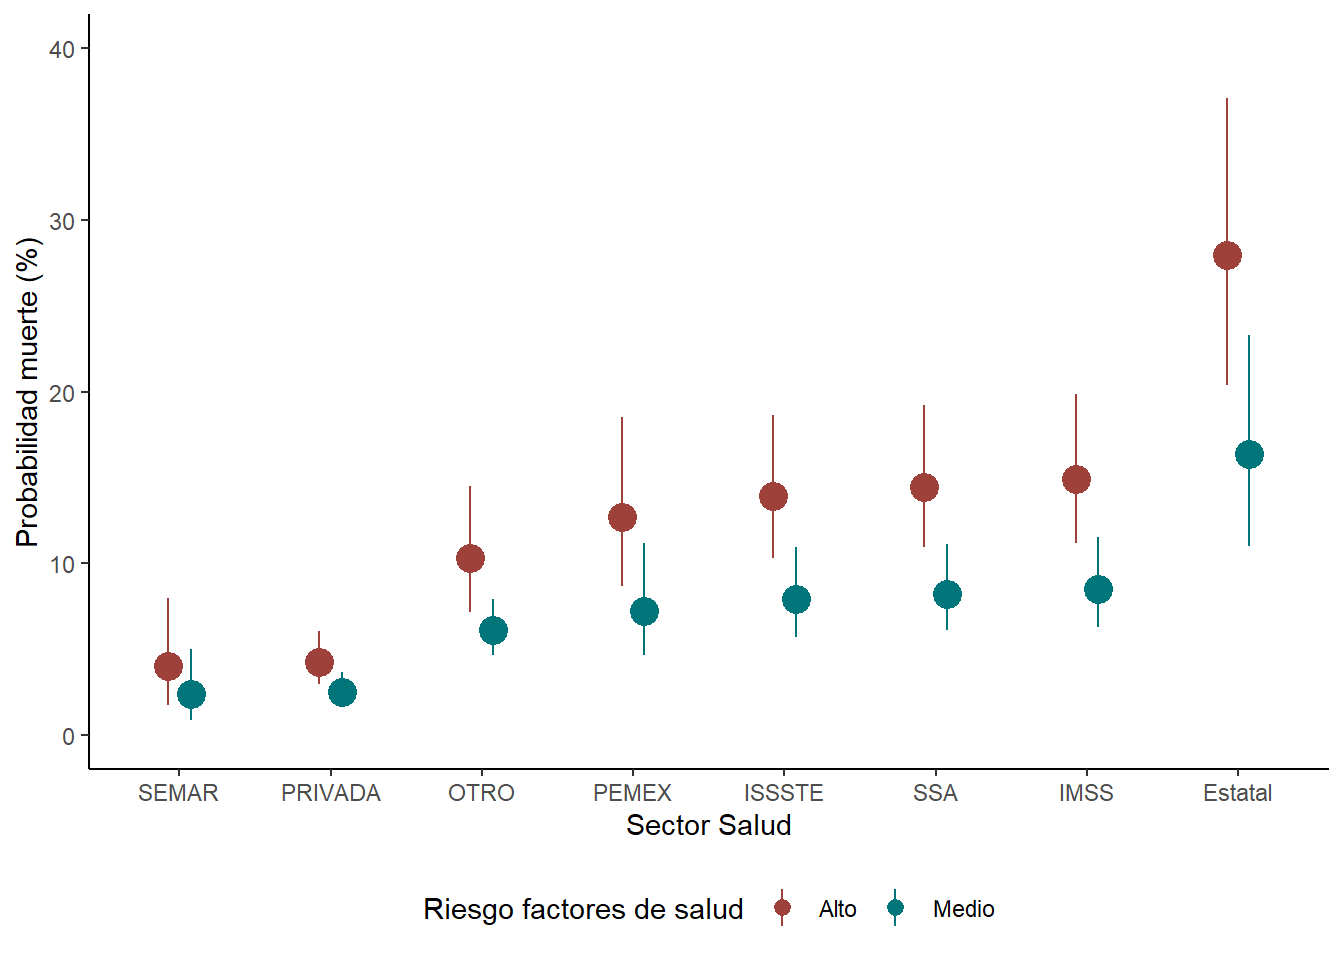 40
30
20
10
0
Probabilidad muerte (%)
SEMAR PRIVADA OTRO PEMEX ISSSTE SSA IMSS Estatal
Sector Salud
Riesgo factores de salud Alto Medio